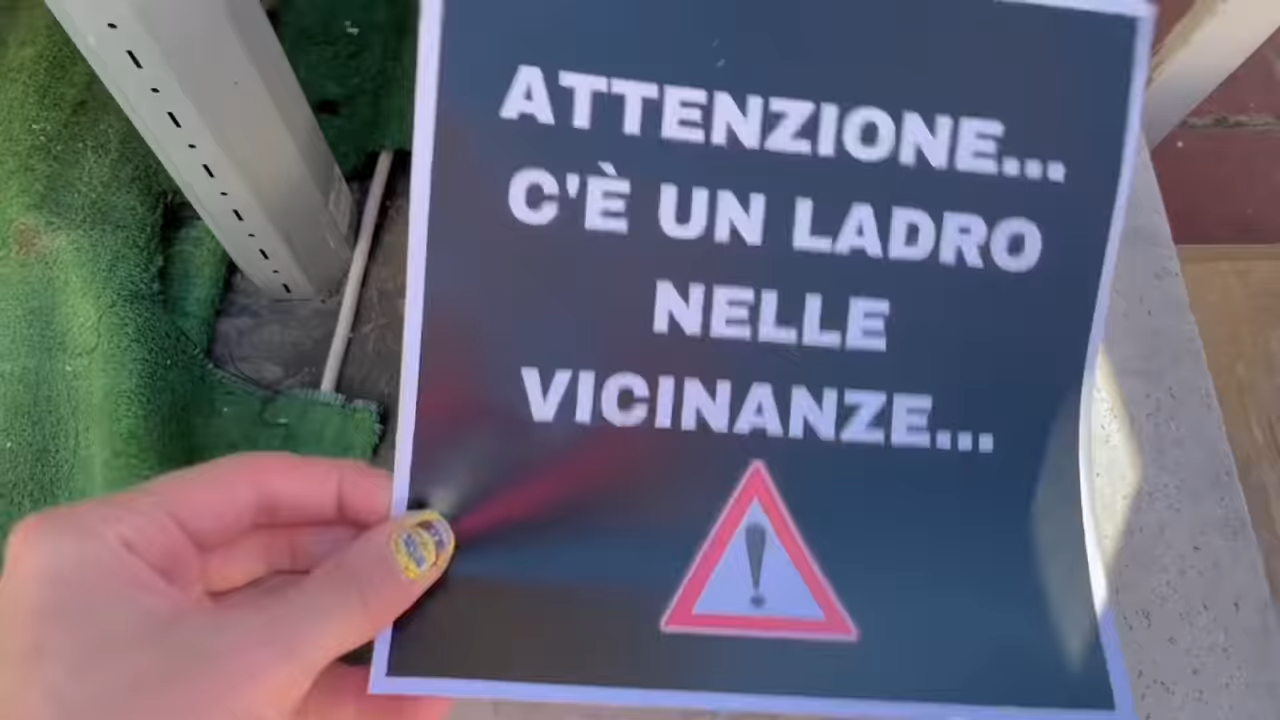 ATTENZIONE...
C'È UN LADRO
NELLE
VICINANZE...